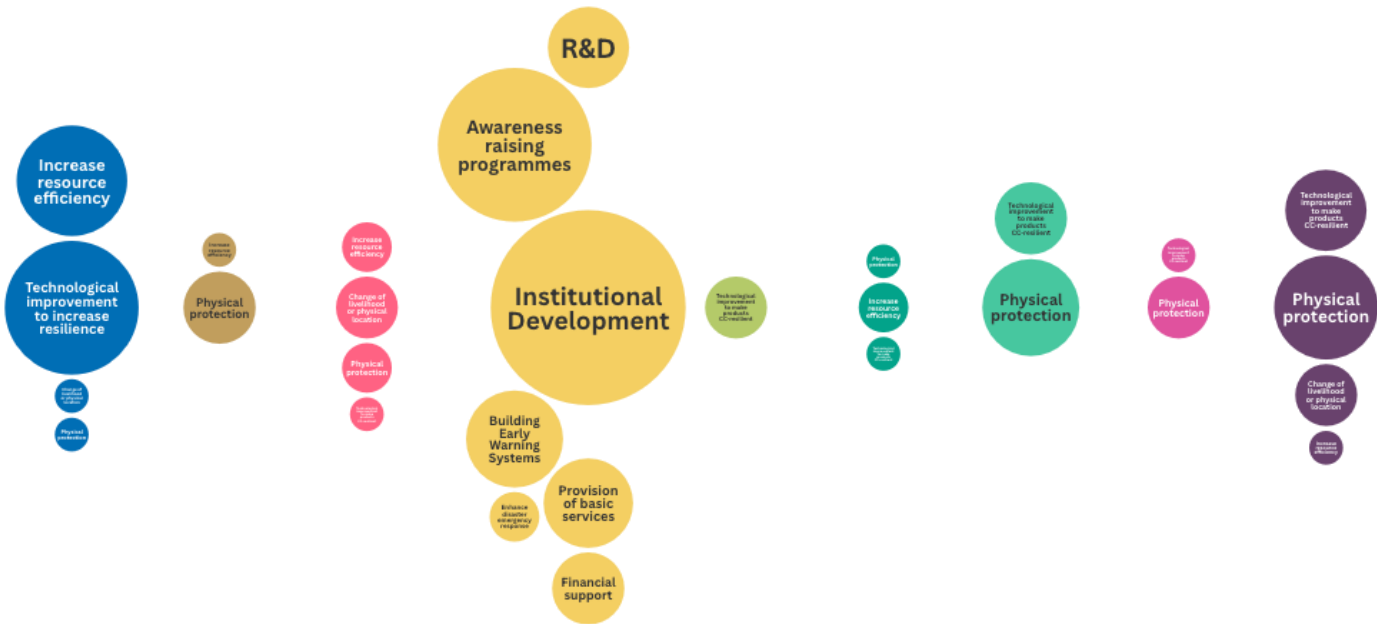 Increase
resource
efficiency
Technological
improvement
to increase
resilience
Change of
livelihood
or physical
location
Physical
protection
Increase
resource
efficiency
Physical
protection
Increase
resource
efficiency
Change of
livelihood
or physical
location
Physical
protection
R&D
Awareness
raising
programmes
Institutional
Development
Building
Early
Warning
Systems
Enhance
disaster
emergency
response
Provision
of basic
services
Financial
support
Technological
improvement
to make
products
CC-resilient
Physical
protection
Increase
resource
efficiency
Technological
improvement
to make
products
CC-resilient
Physical
protection
Physical
protection
Technological
improvement
to make
products
CC-resilient
Physical
protection
Change of
livelihood
or physical
location
Increase
resource
efficiency